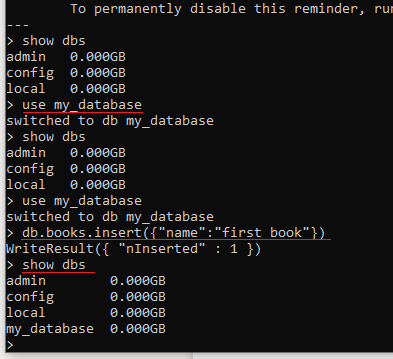 To permanently disable this reminder, run
---
> show dbs
admin   0.000GB
config  0.000GB
local   0.000GB
> use my_database
switched to db my_database
> show dbs
admin   0.000GB
config  0.000GB
local   0.000GB
> use my_database
switched to db my_database
> db.books.insert({"name":"first book"})
WriteResult({ "nInserted" : 1 })
> show dbs
admin        0.000GB
config       0.000GB
local        0.000GB
my_database  0.000GB
>